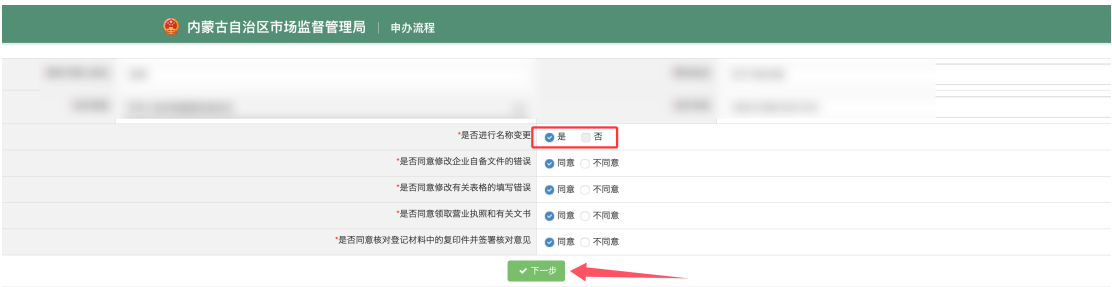 内蒙古自治区市场监督管理局 | 申办流程
*是否进行名称变更 是 否
*是否同意修改企业自备文件的错误 同意 不同意
*是否同意修改有关表格的填写错误 同意 不同意
*是否同意领取营业执照和有关文书 同意 不同意
*是否同意核对登记材料中的复印件并签署核对意见 同意 不同意
下一步